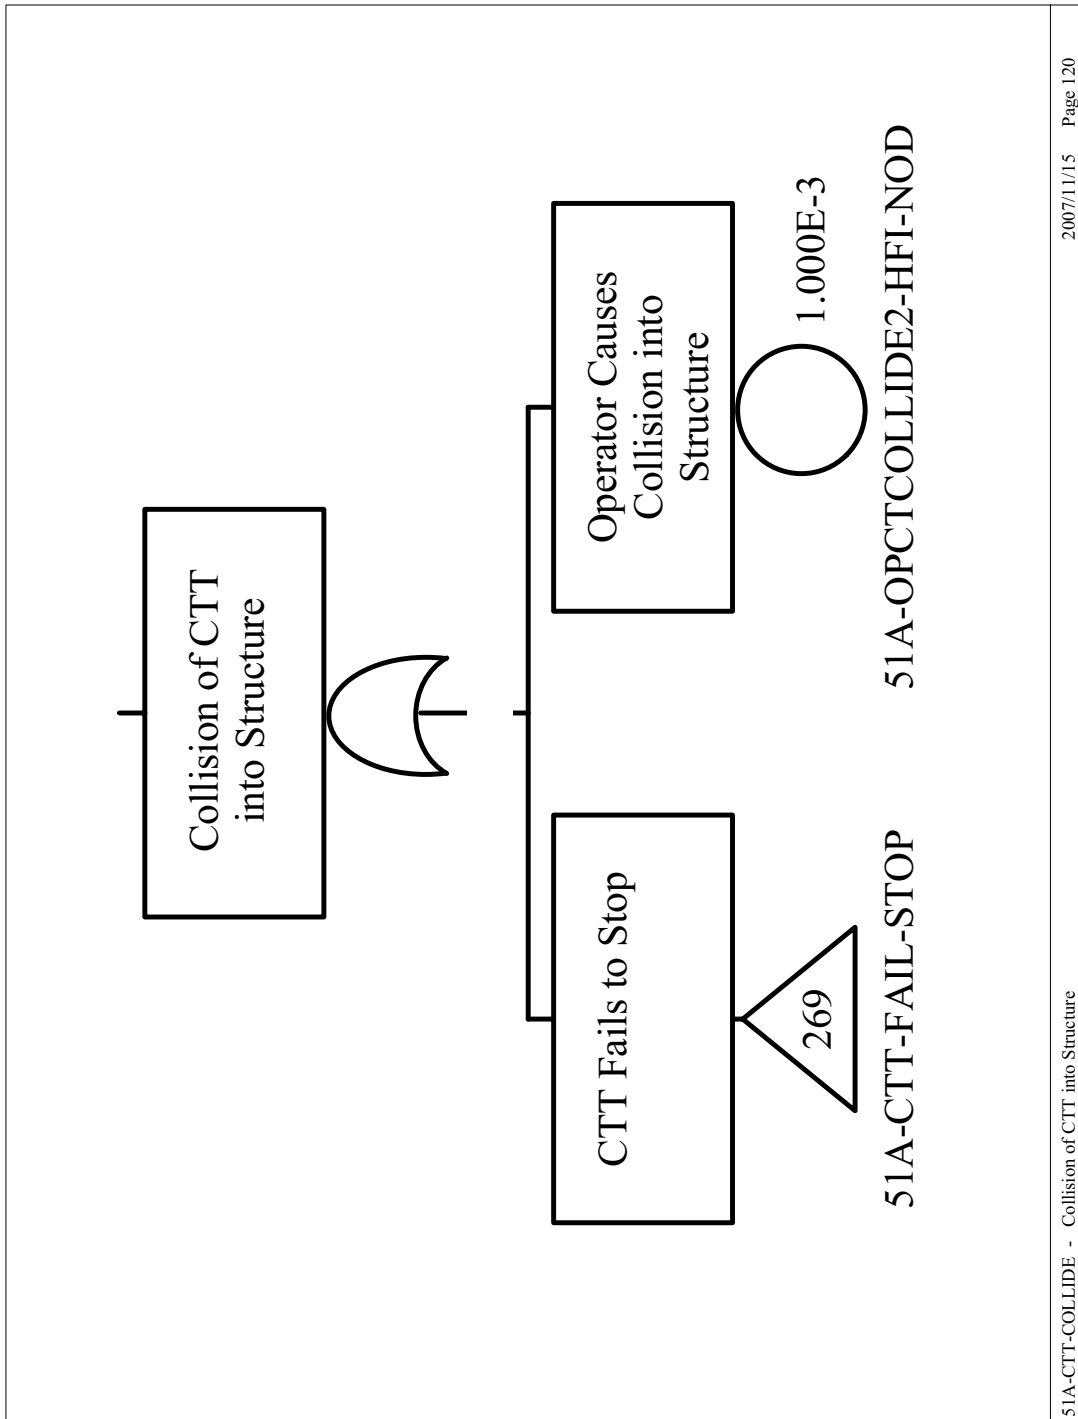 Collision of CTT
into Structure
CTT Fails to Stop
269
51A-CTT-FAIL-STOP
Operator Causes
Collision into
Structure
1.000E-3
51A-OPCTCOLLIDE2-HFI-NOD
51A-CTT-COLLIDE - Collision of CTT into Structure
2007/11/15 Page 120